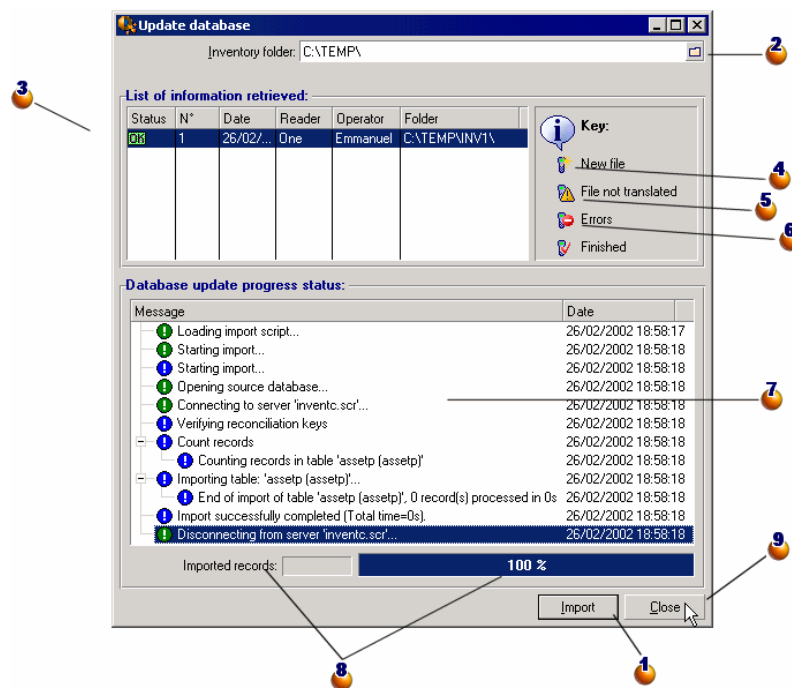 Update database
Inventory folder: C:\TEMP\
2
3
List of information retrieved:
Status N° Date Reader Operator Folder
OK 1 26/02/... One Emmanuel C:\TEMP\INV1\
Key:
New file
4
File not translated
5
Errors
6
Finished
Database update progress status:
Message Date
Loading import script... 26/02/2002 18:58:17
Starting import... 26/02/2002 18:58:18
Starting import... 26/02/2002 18:58:18
Opening source database... 26/02/2002 18:58:18
Connecting to server 'inventc.scr'... 26/02/2002 18:58:18
7
Verifying reconciliation keys 26/02/2002 18:58:18
Count records 26/02/2002 18:58:18
Counting records in table 'assetp (assetp)' 26/02/2002 18:58:18
Importing table: 'assetp (assetp)'... 26/02/2002 18:58:18
End of import of table 'assetp (assetp)', 0 record(s) processed in 0s 26/02/2002 18:58:18
Import successfully completed (Total time=0s). 26/02/2002 18:58:18
Disconnecting from server 'inventc.scr'... 26/02/2002 18:58:18
9
Imported records: 100 %
Import Close
8
1